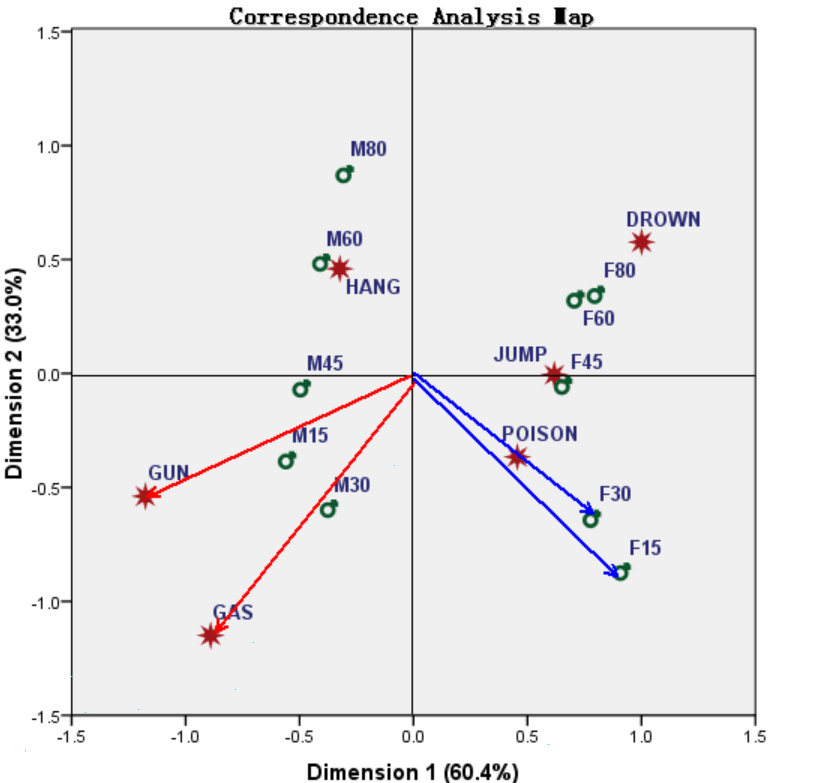 Correspondence Analysis Map
1.5
M80
1.0
DROWN
M60
F80
0.5
HANG
F60
JUMP
F45
M45
0.0
M15
POISON
GUN
M30
F30
-0.5
F15
GAS
-1.0
-1.5
-1.5
-1.0
-0.5
0.0
0.5
1.0
1.5
Dimension 2 (33.0%)
Dimension 1 (60.4%)